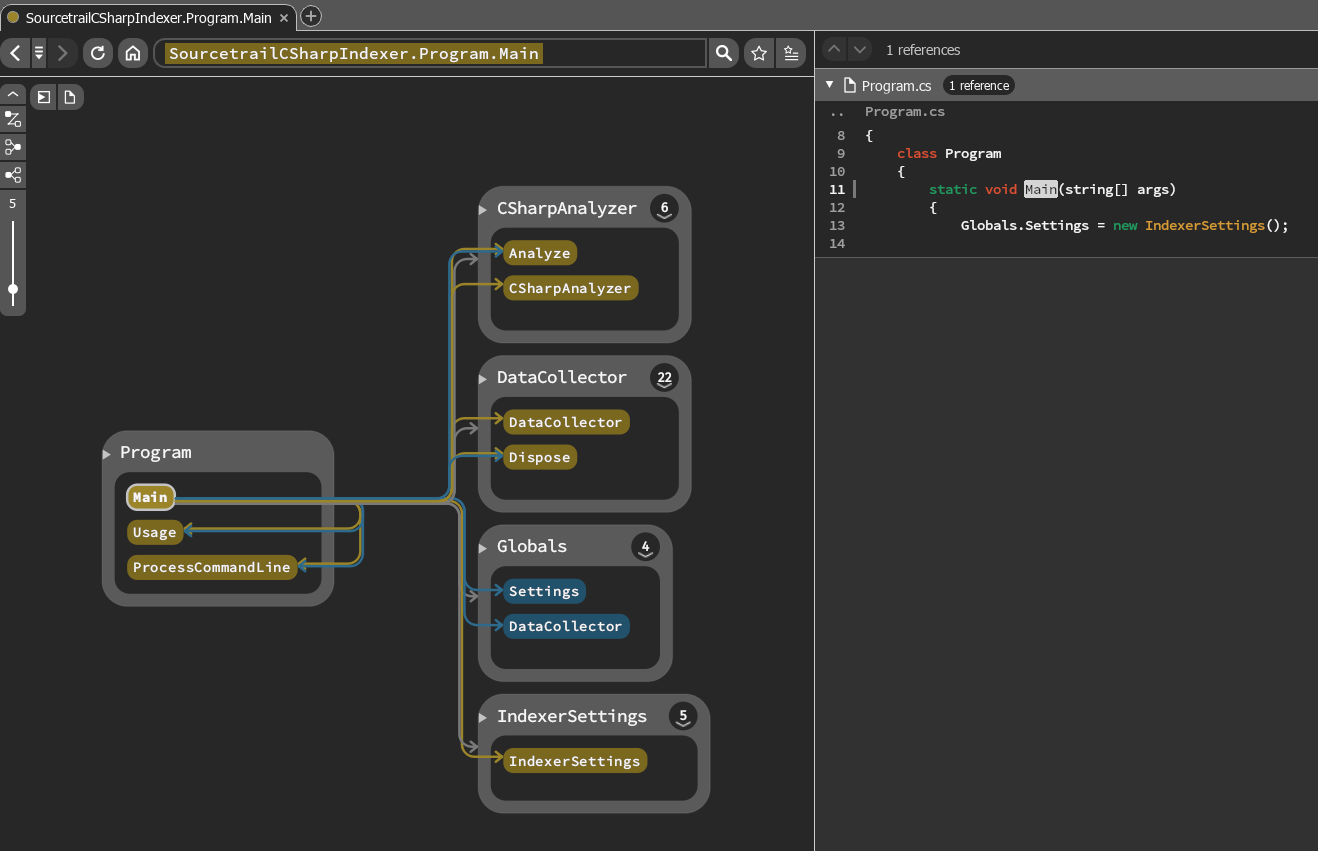 SourcetrailCSharpIndexer.Program.Main
SourcetrailCSharpIndexer.Program.Main
5
Program
Main
Usage
ProcessCommandLine
CSharpAnalyzer 6
Analyze
CSharpAnalyzer
DataCollector 22
DataCollector
Dispose
Globals 4
Settings
DataCollector
IndexerSettings 5
IndexerSettings
1 references
Program.cs 1 reference
.. Program.cs
8 {
9 class Program
10 {
11 static void Main(string[] args)
12 {
13 Globals.Settings = new IndexerSettings();
14